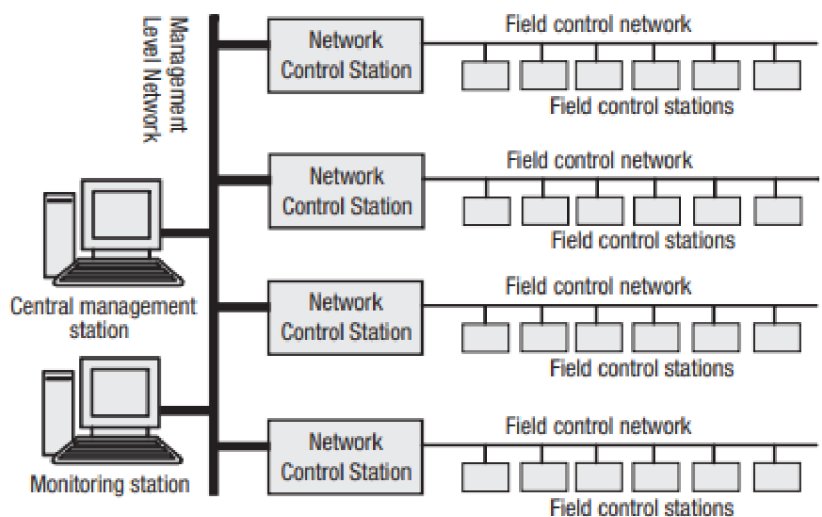 Management
Level Network
Network
Control Station
Field control network
Field control stations
Network
Control Station
Field control network
Field control stations
Central management
station
Network
Control Station
Field control network
Field control stations
Monitoring station
Network
Control Station
Field control network
Field control stations